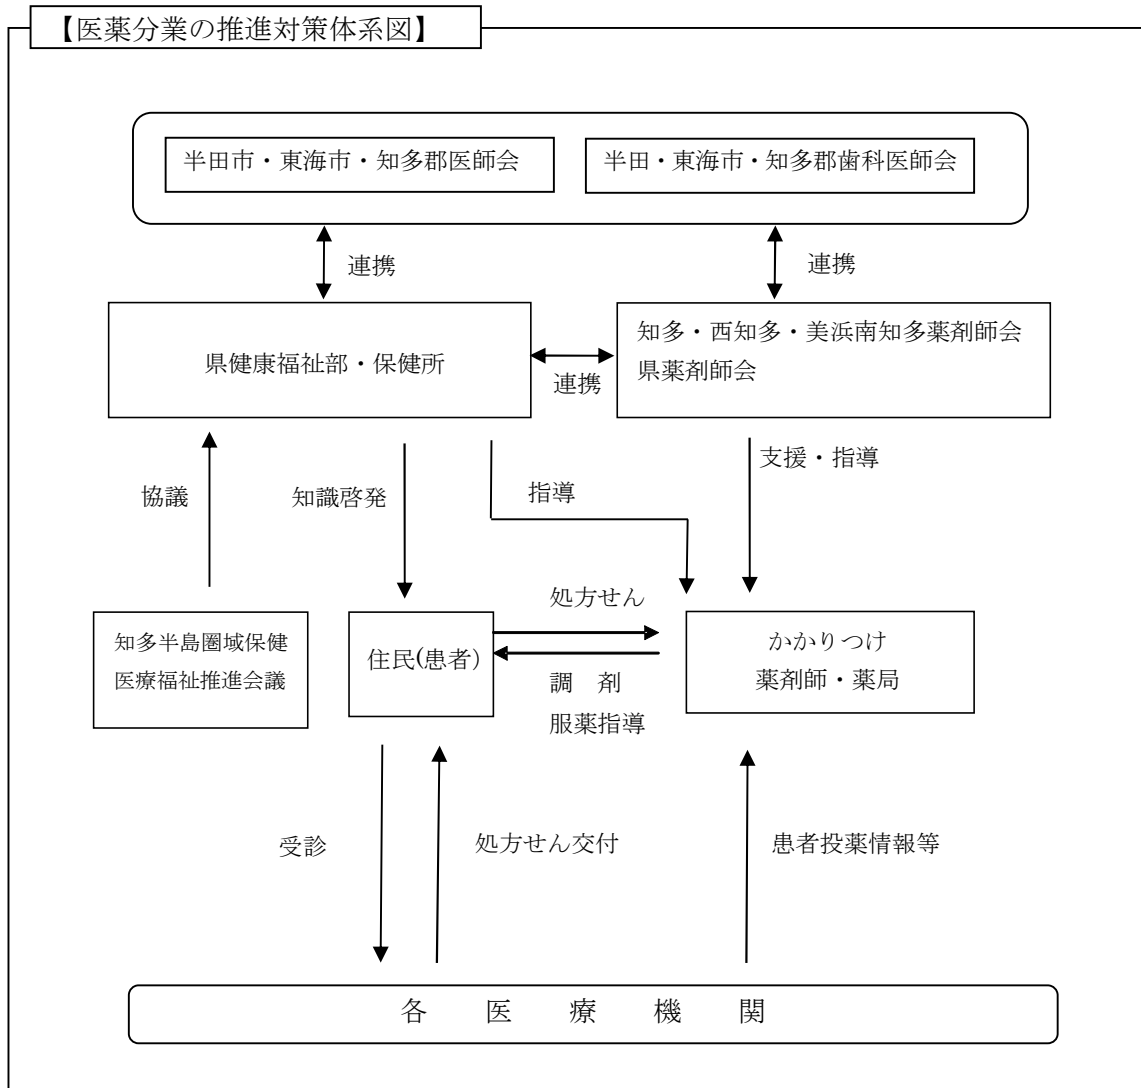 【医薬分業の推進対策体系図】
半田市・東海市・知多郡医師会
半田・東海市・知多郡歯科医師会
連携
連携
県健康福祉部・保健所
知多・西知多・美浜南知多薬剤師会
県薬剤師会
連携
支援・指導
協議
知識啓発
指導
処方せん
知多半島圏域保健
医療福祉推進会議
住民(患者)
かかりつけ
薬剤師・薬局
調　剤
服薬指導
受診
処方せん交付
患者投薬情報等
各　医　療　機　関